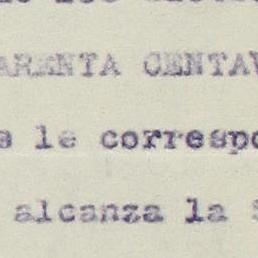 ARENTA CENTAV
a le correspo
alcanza la S